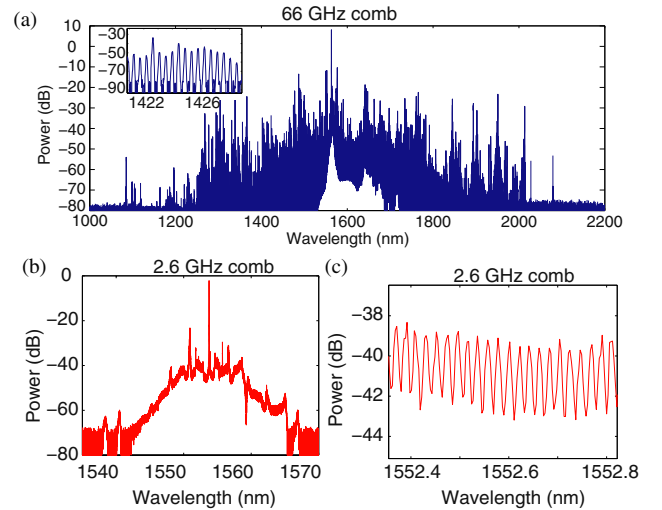 (a)
66 GHz comb
10
0
−10
−20
−30
−40
−50
−60
−70
−80
Power (dB)
−30
−50
−70
−90
1422 1426
1000 1200 1400 1600 1800 2000 2200
Wavelength (nm)
(b)
2.6 GHz comb
0
−20
−40
−60
−80
Power (dB)
1540 1550 1560 1570
Wavelength (nm)
(c)
2.6 GHz comb
−38
−40
−42
−44
Power (dB)
1552.4 1552.6 1552.8
Wavelength (nm)